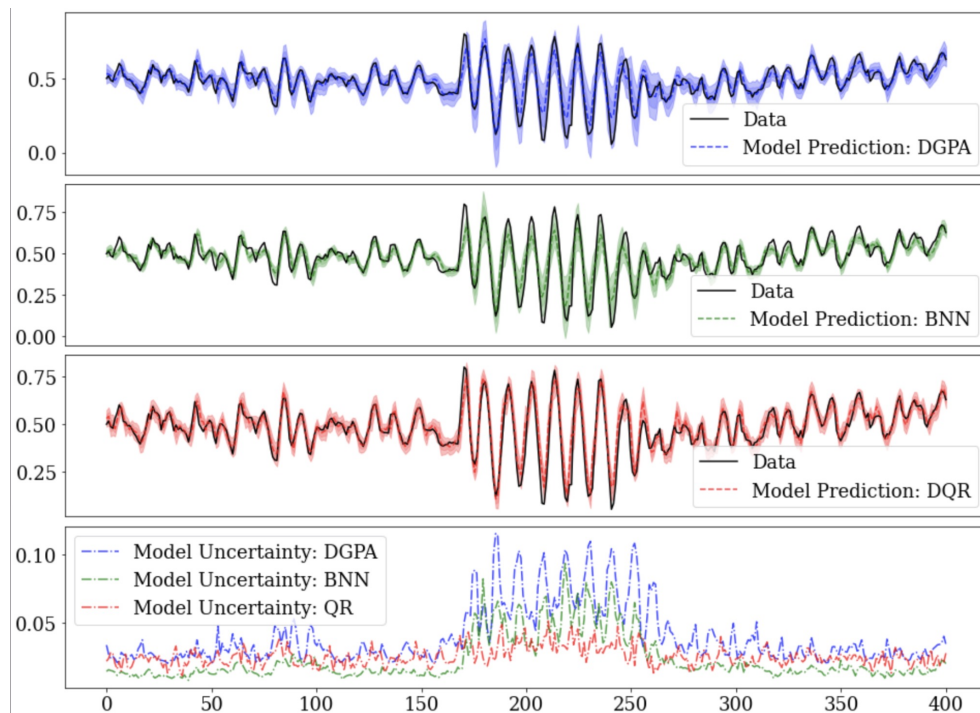 0.5
0.0
Data
Model Prediction: DGPA
0.75
0.50
0.25
0.00
Data
Model Prediction: BNN
0.75
0.50
0.25
Data
Model Prediction: DQR
0.10
0.05
Model Uncertainty: DGPA
Model Uncertainty: BNN
Model Uncertainty: QR
0 50 100 150 200 250 300 350 400